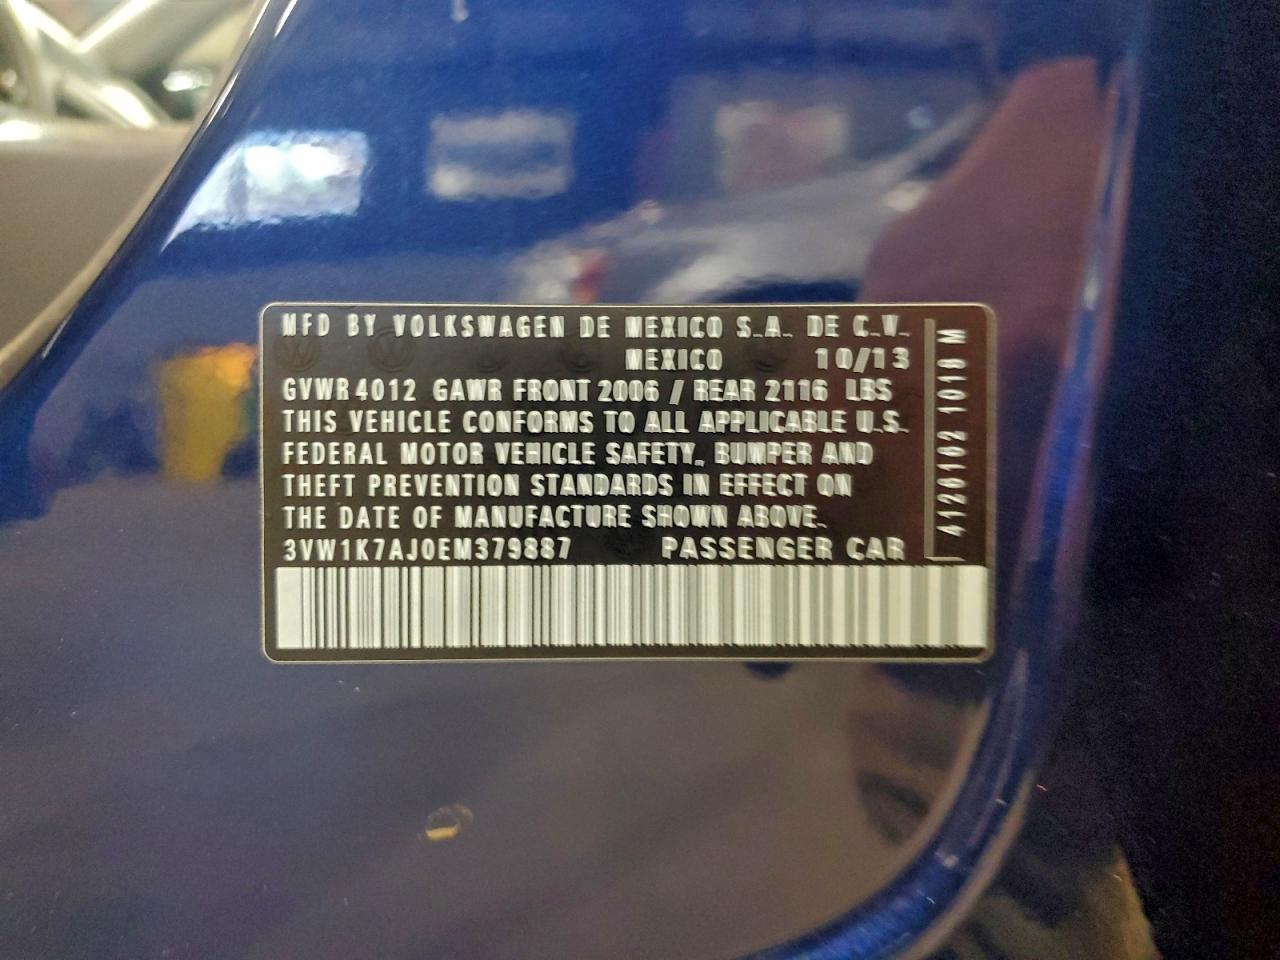 MFD BY VOLKSWAGEN DE MEXICO S.A. DE C.V.
MEXICO 10/13
GVWR 4012 GAWR FRONT 2006 / REAR 2116 LBS
THIS VEHICLE CONFORMS TO ALL APPLICABLE U.S.
FEDERAL MOTOR VEHICLE SAFETY, BUMPER AND
THEFT PREVENTION STANDARDS IN EFFECT ON
THE DATE OF MANUFACTURE SHOWN ABOVE.
3VW1K7AJ0EM379887 PASSENGER CAR
4126162 1018 M